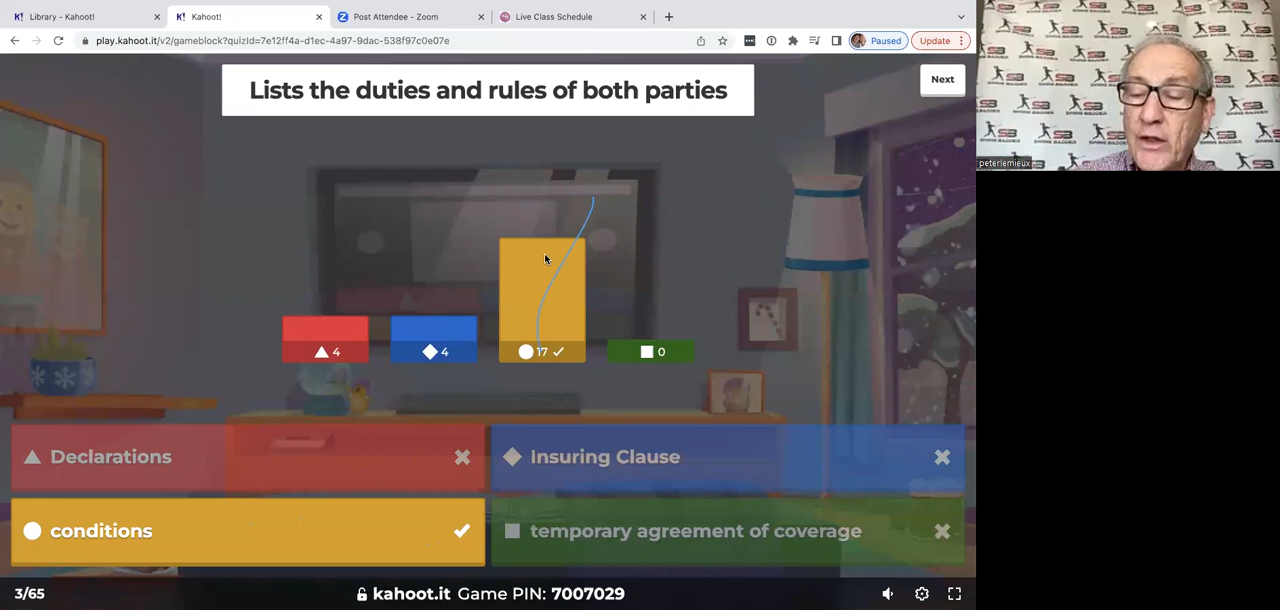 Library - Kahoot!
Kahoot!
Post Attendee - Zoom
Live Class Schedule
play.kahoot.it/v2/gameblock?quizId=7e12ff4a-d1ec-4a97-9dac-538f97c0e07e
Paused
Update
Lists the duties and rules of both parties
Next
peterlemieux
4
4
17
0
Declarations
Insuring Clause
conditions
temporary agreement of coverage
3/65
kahoot.it Game PIN: 7007029